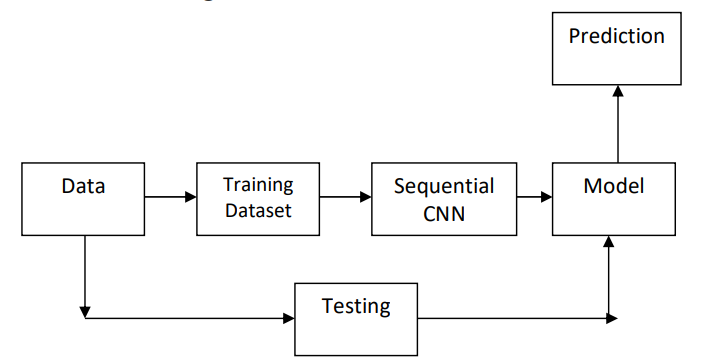 Prediction
Data
Training
Dataset
Sequential
CNN
Model
Testing